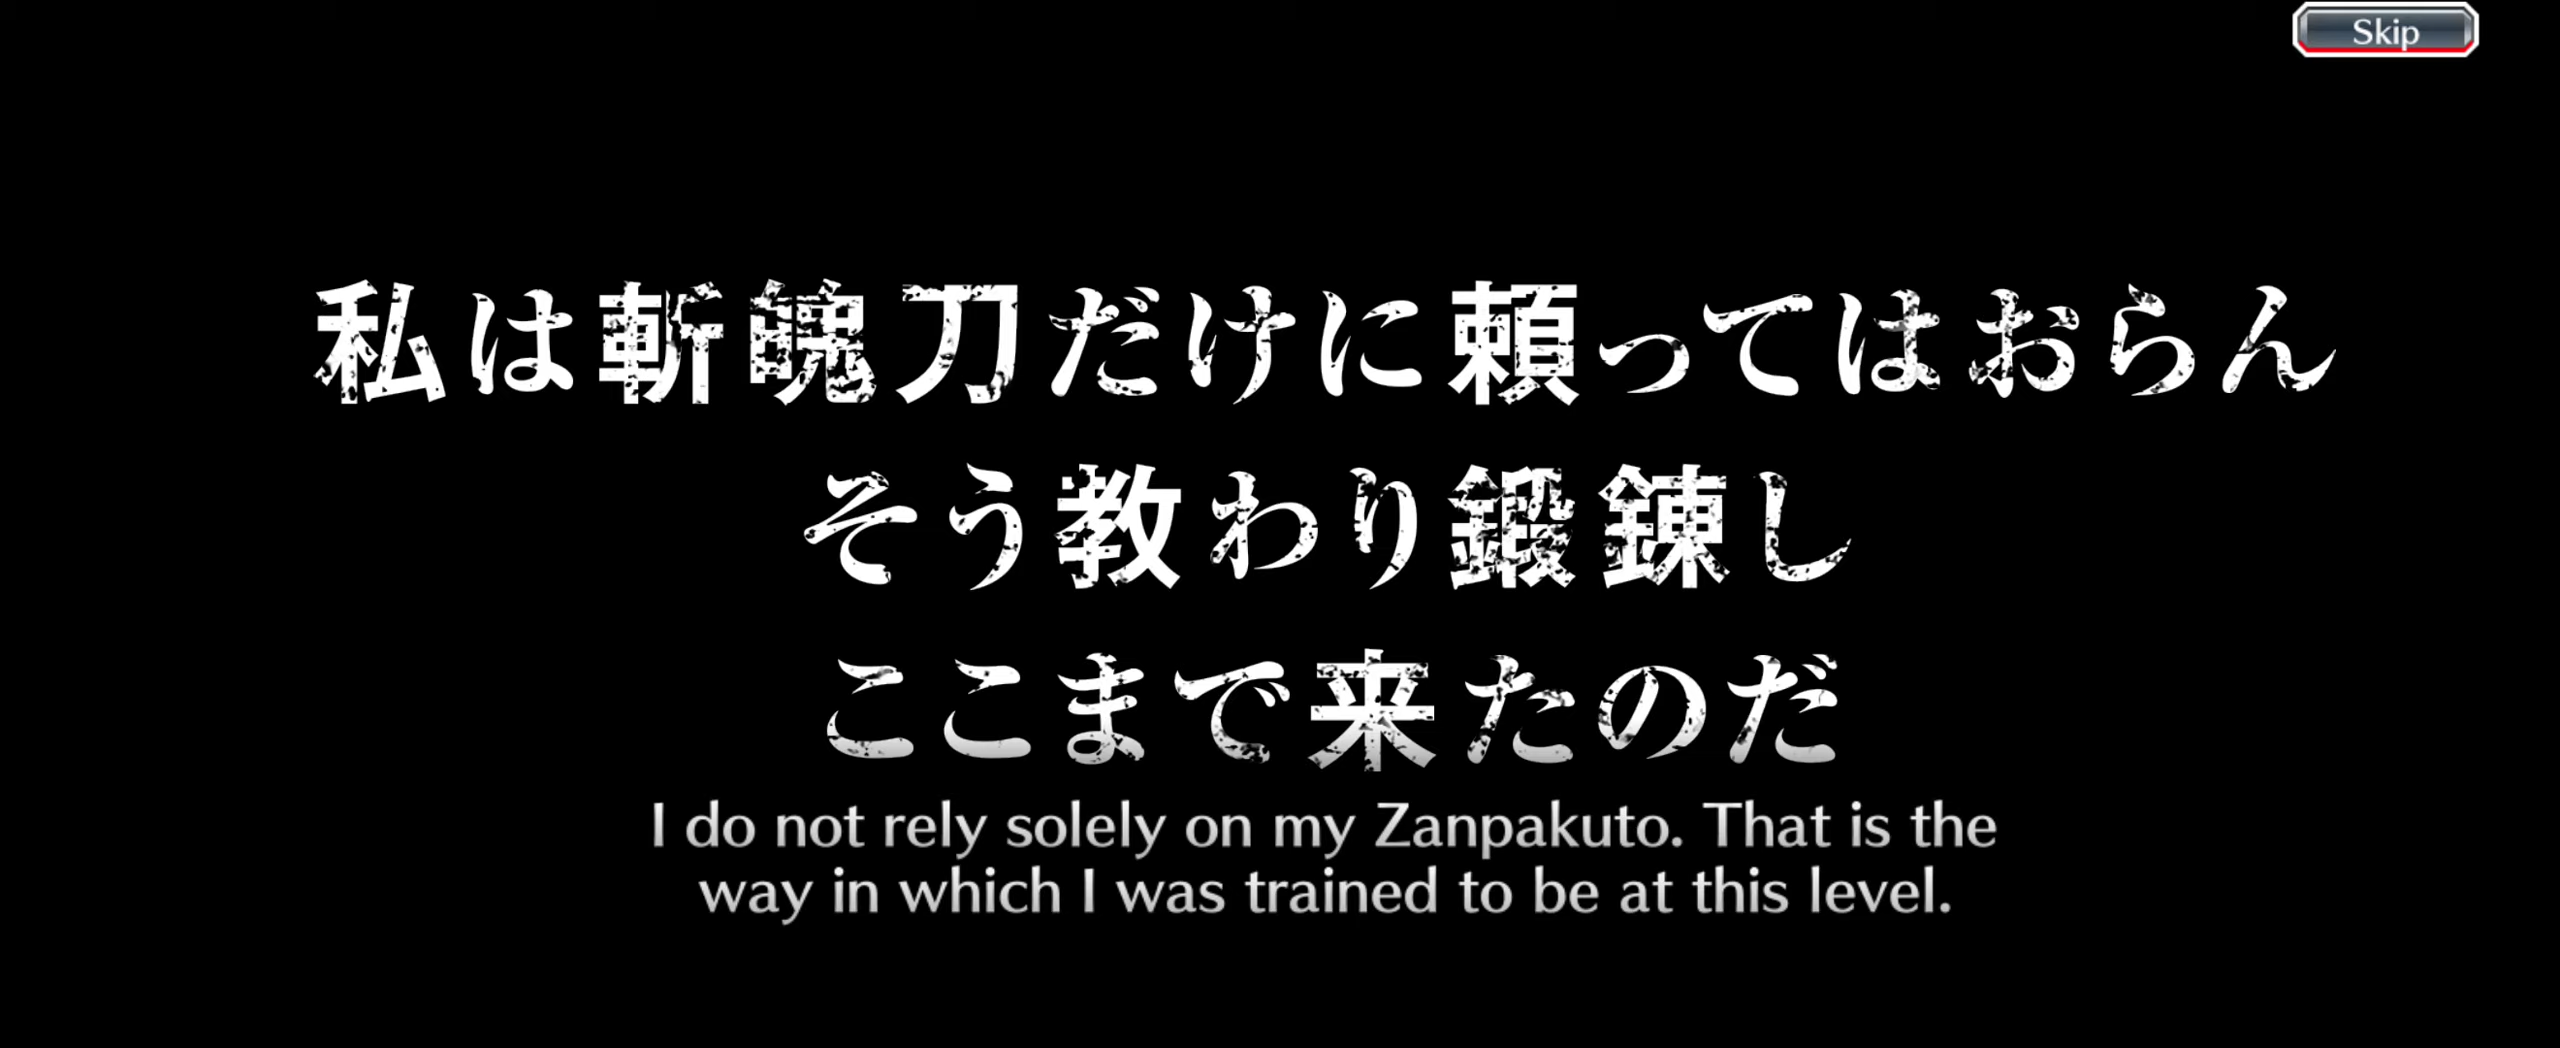 Skip
私は斬魄刀だけに頼ってはおらん
そう教わり鍛錬し
ここまで来たのだ
I do not rely solely on my Zanpakuto. That is the
way in which I was trained to be at this level.